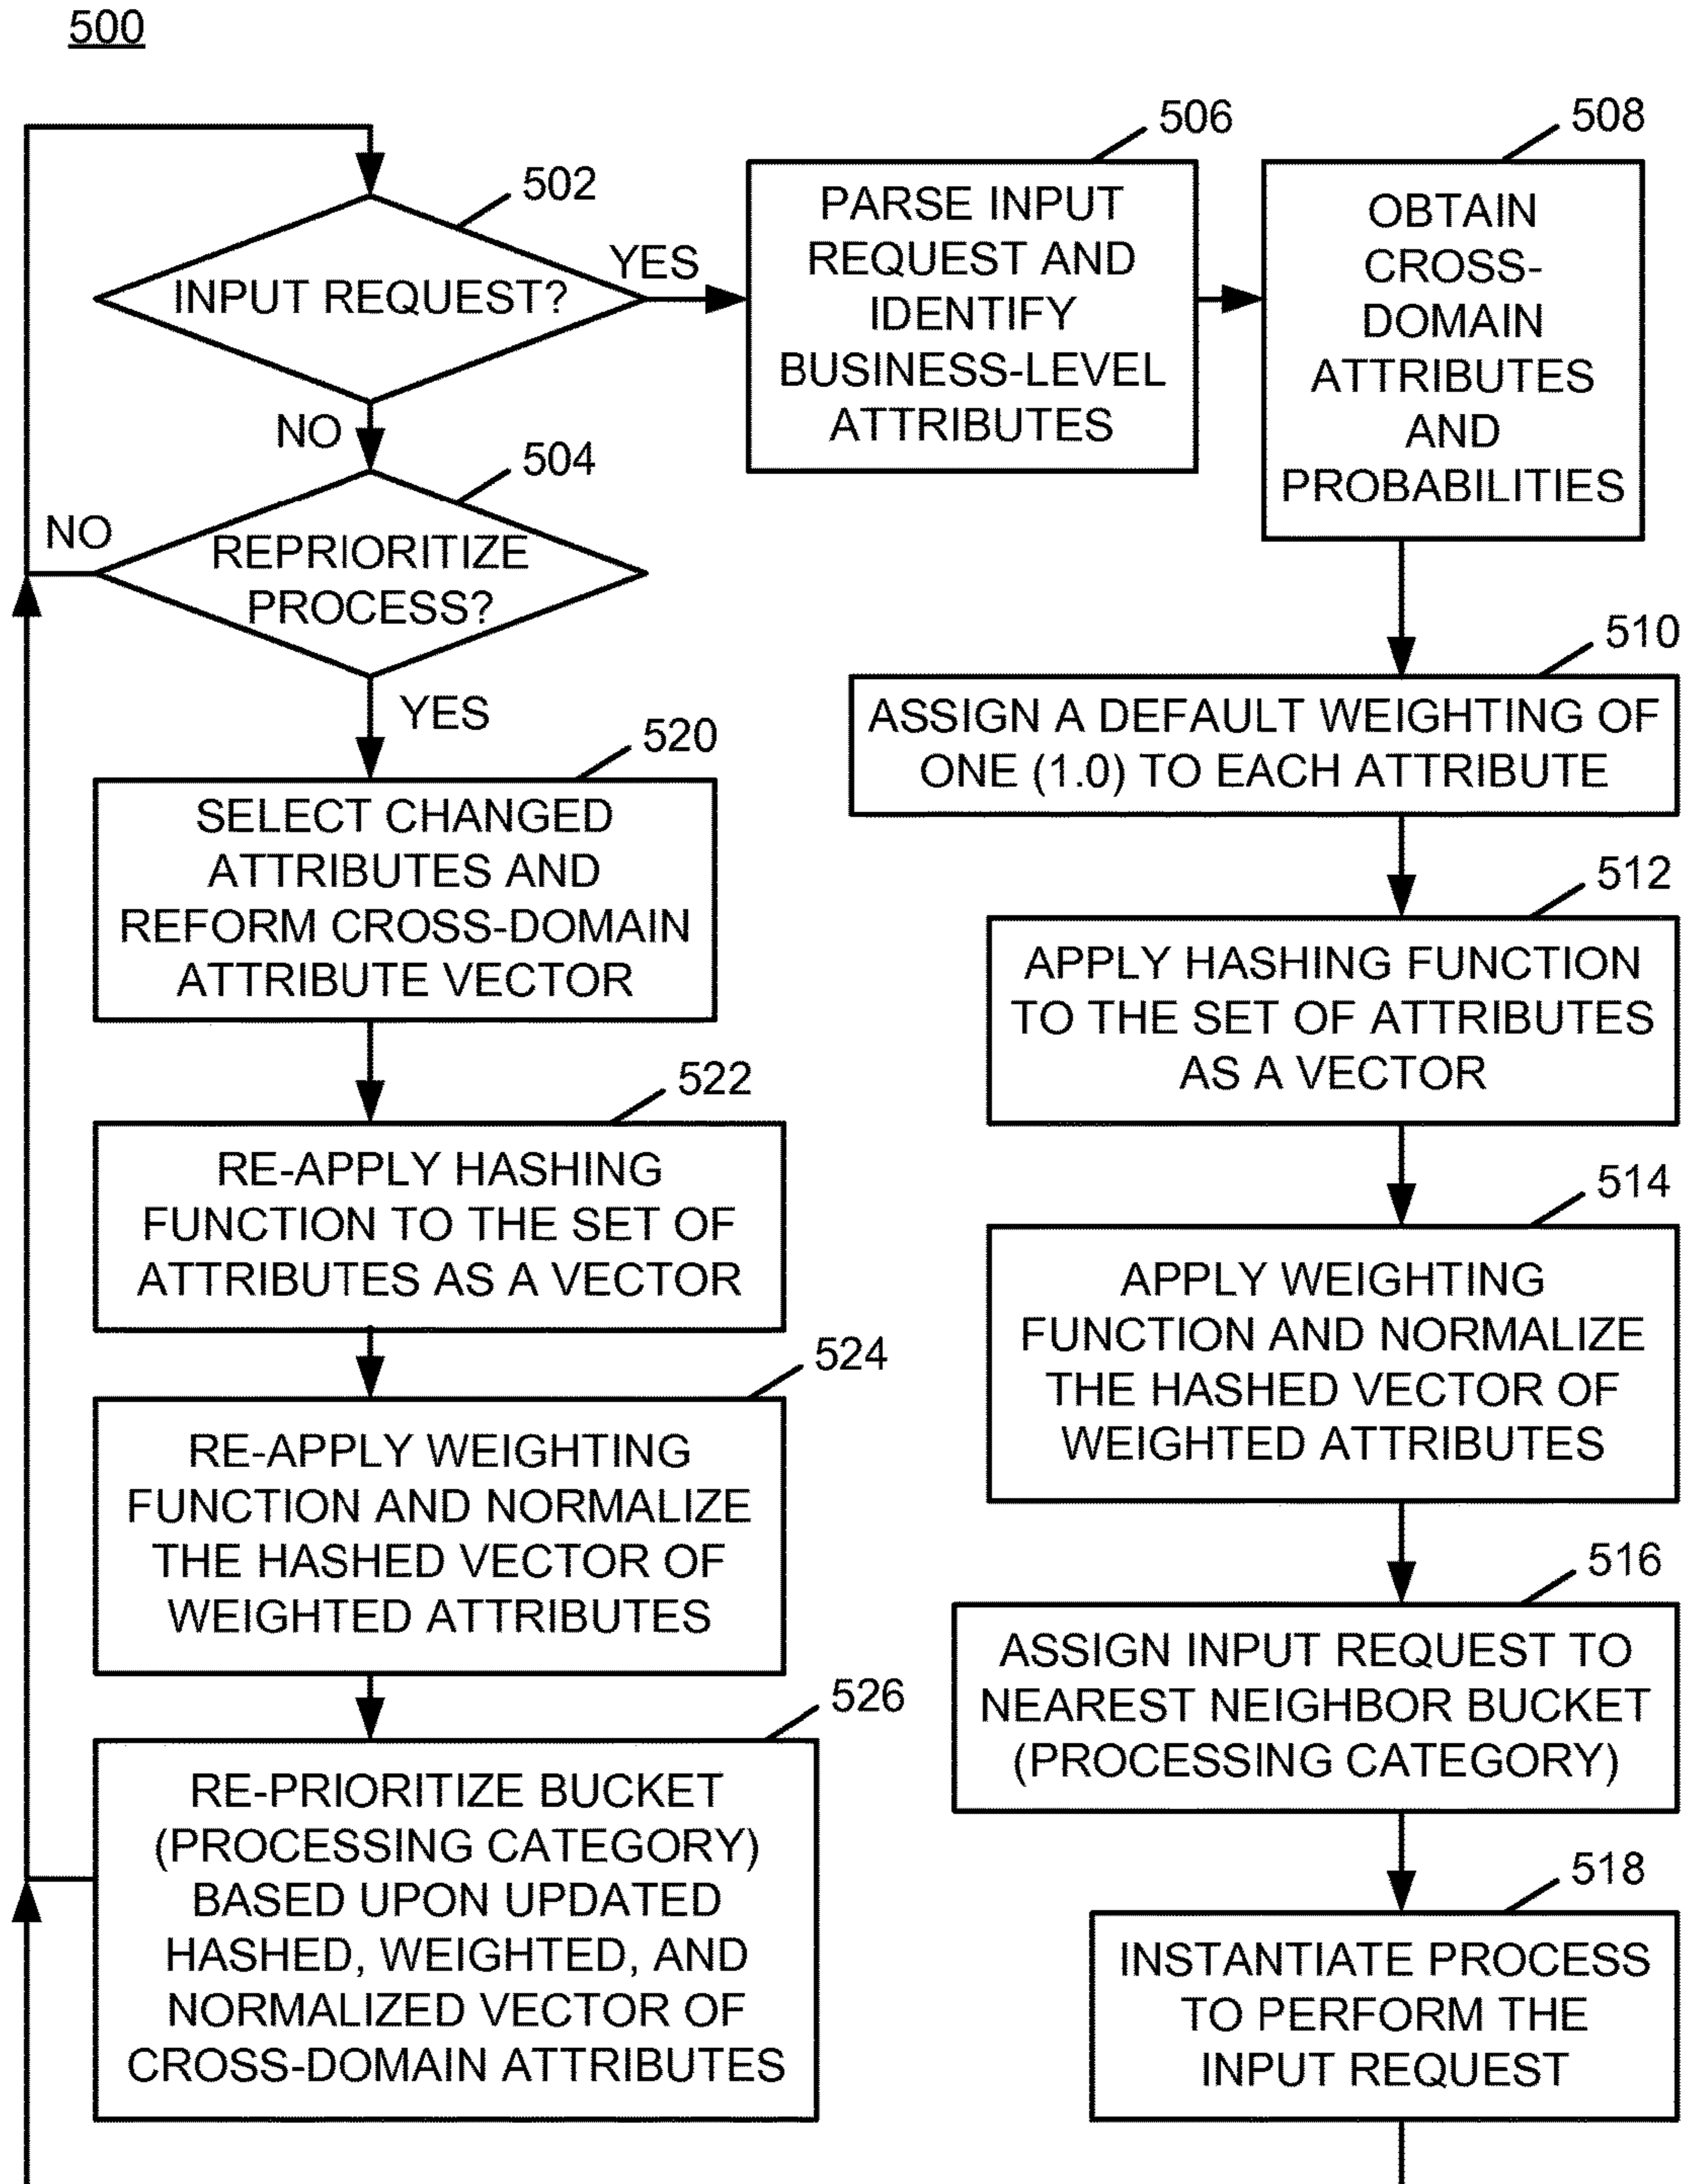 500
502
INPUT REQUEST?
YES
NO
504
REPRIORITIZE
PROCESS?
NO
YES
506
PARSE INPUT
REQUEST AND
IDENTIFY
BUSINESS-LEVEL
ATTRIBUTES
508
OBTAIN
CROSS-
DOMAIN
ATTRIBUTES
AND
PROBABILITIES
510
ASSIGN A DEFAULT WEIGHTING OF
ONE (1.0) TO EACH ATTRIBUTE
512
APPLY HASHING FUNCTION
TO THE SET OF ATTRIBUTES
AS A VECTOR
514
APPLY WEIGHTING
FUNCTION AND NORMALIZE
THE HASHED VECTOR OF
WEIGHTED ATTRIBUTES
516
ASSIGN INPUT REQUEST TO
NEAREST NEIGHBOR BUCKET
(PROCESSING CATEGORY)
518
INSTANTIATE PROCESS
TO PERFORM THE
INPUT REQUEST
520
SELECT CHANGED
ATTRIBUTES AND
REFORM CROSS-DOMAIN
ATTRIBUTE VECTOR
522
RE-APPLY HASHING
FUNCTION TO THE SET OF
ATTRIBUTES AS A VECTOR
524
RE-APPLY WEIGHTING
FUNCTION AND NORMALIZE
THE HASHED VECTOR OF
WEIGHTED ATTRIBUTES
526
RE-PRIORITIZE BUCKET
(PROCESSING CATEGORY)
BASED UPON UPDATED
HASHED, WEIGHTED, AND
NORMALIZED VECTOR OF
CROSS-DOMAIN ATTRIBUTES